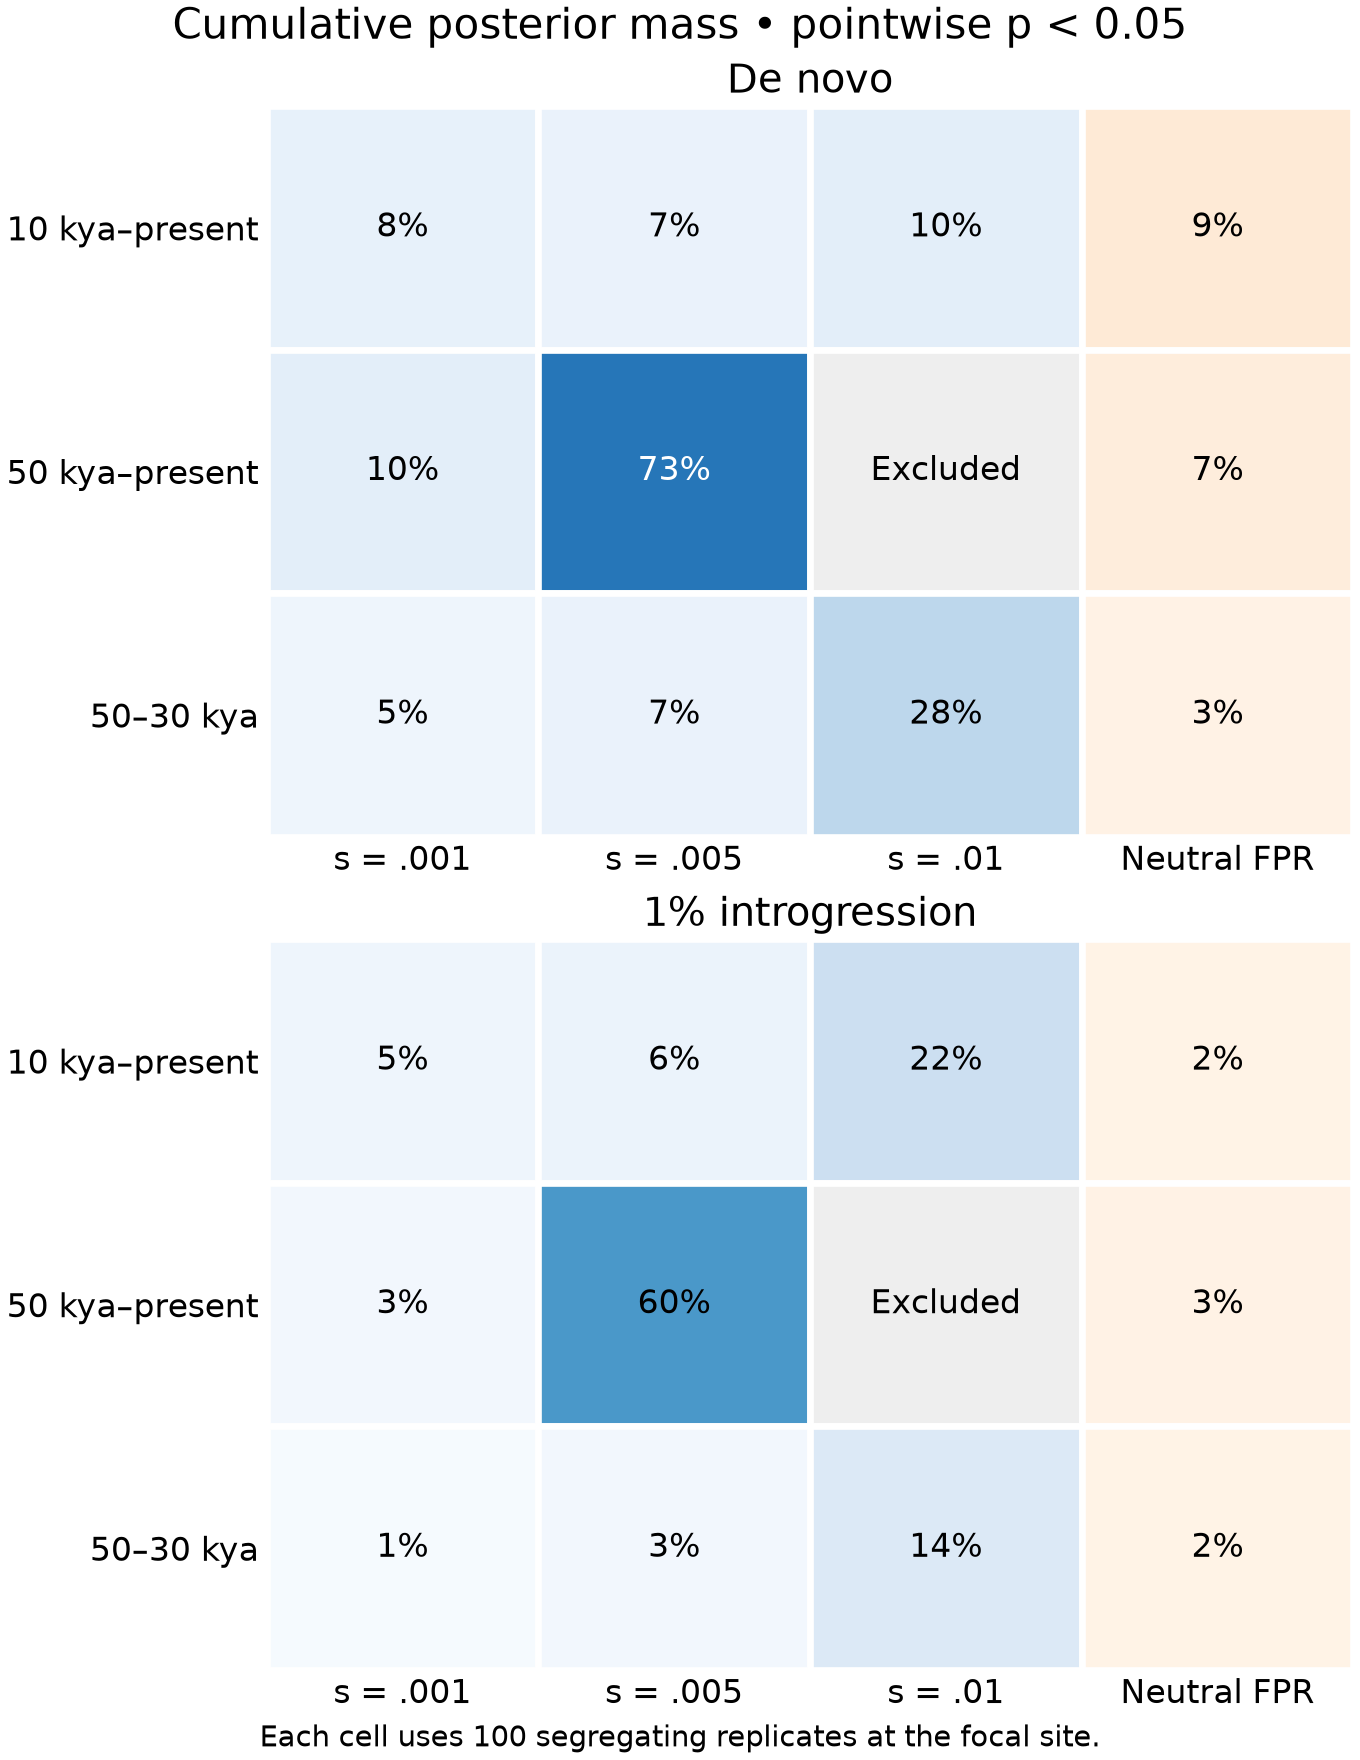 Cumulative posterior mass • pointwise p < 0.05
De novo
10 kya–present 8% 7% 10% 9%
50 kya–present 10% 73% Excluded 7%
50–30 kya 5% 7% 28% 3%
s = .001 s = .005 s = .01 Neutral FPR
1% introgression
10 kya–present 5% 6% 22% 2%
50 kya–present 3% 60% Excluded 3%
50–30 kya 1% 3% 14% 2%
s = .001 s = .005 s = .01 Neutral FPR
Each cell uses 100 segregating replicates at the focal site.